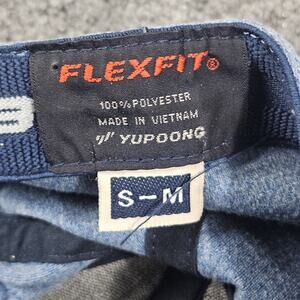 FLEXFIT®
100% POLYESTER
MADE IN VIETNAM
YUPOONG
S-M